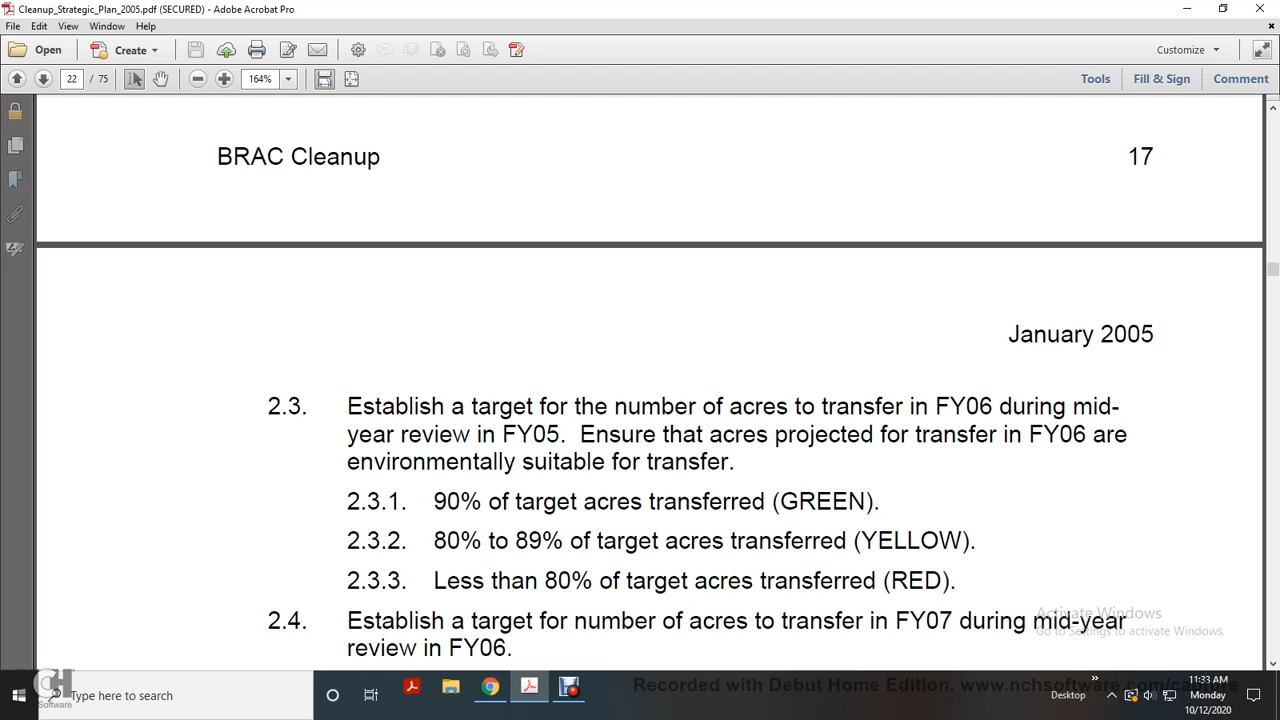 Cleanup_Strategic_Plan_2005.pdf (SECURED) - Adobe Acrobat Pro
File Edit View Window Help
Open Create Customize
22 / 75 164% Tools Fill & Sign Comment
BRAC Cleanup 17
January 2005
2.3. Establish a target for the number of acres to transfer in FY06 during mid-
year review in FY05. Ensure that acres projected for transfer in FY06 are
environmentally suitable for transfer.
2.3.1. 90% of target acres transferred (GREEN).
2.3.2. 80% to 89% of target acres transferred (YELLOW).
2.3.3. Less than 80% of target acres transferred (RED).
Activate Windows
2.4. Establish a target for number of acres to transfer in FY07 during mid-year
Go to Settings to activate Windows.
review in FY06.
Recorded with Debut Home Edition. www.nchsoftware.com/capture
CH
Software
Type here to search
Desktop
11:33 AM
Monday
10/12/2020